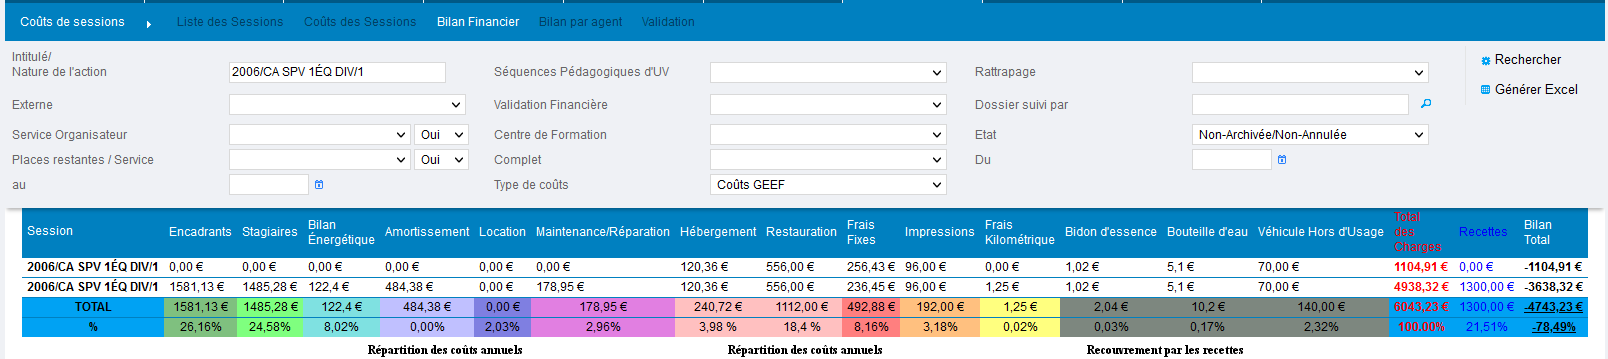 Coûts de sessions Liste des Sessions Coûts des Sessions Bilan Financier Bilan par agent Validation
Intitulé/
Nature de l'action 2006/CA SPV 1ÉQ DIV/1 Séquences Pédagogiques d'UV Rattrapage Rechercher
Externe Validation Financière Dossier suivi par Générer Excel
Service Organisateur Oui Centre de Formation Etat Non-Archivée/Non-Annulée
Places restantes / Service Oui Complet Du
au Type de coûts Coûts GEEF
Session Encadrants Stagiaires Bilan Énergétique Amortissement Location Maintenance/Réparation Hébergement Restauration Frais Fixes Impressions Frais Kilométrique Bidon d'essence Bouteille d'eau Véhicule Hors d'Usage Total des Charges Recettes Bilan Total
2006/CA SPV 1ÉQ DIV/1 0,00 € 0,00 € 0,00 € 0,00 € 0,00 € 0,00 € 120,36 € 556,00 € 256,43 € 96,00 € 0,00 € 1,02 € 5,1 € 70,00 € 1104,91 € 0,00 € -1104,91 €
2006/CA SPV 1ÉQ DIV/1 1581,13 € 1485,28 € 122,4 € 484,38 € 0,00 € 178,95 € 120,36 € 556,00 € 236,45 € 96,00 € 1,25 € 1,02 € 5,1 € 70,00 € 4938,32 € 1300,00 € -3638,32 €
TOTAL 1581,13 € 1485,28 € 122,4 € 484,38 € 0,00 € 178,95 € 240,72 € 1112,00 € 492,88 € 192,00 € 1,25 € 2,04 € 10,2 € 140,00 € 6043,23 € 1300,00 € -4743,23 €
% 26,16% 24,58% 8,02% 0,00% 2,03% 2,96% 3,98 % 18,4 % 8,16% 3,18% 0,02% 0,03% 0,17% 2,32% 100.00% 21,51% -78,49%
Répartition des coûts annuels Répartition des coûts annuels Recouvrement par les recettes